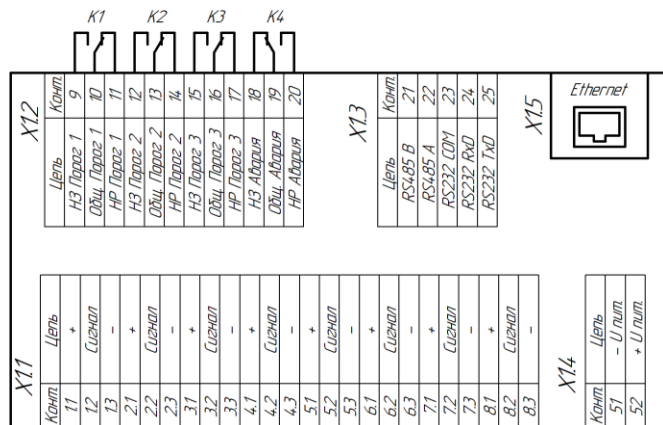 K1 K2 K3 K4
X12
Конт. 9 10 11 12 13 14 15 16 17 18 19 20
Цепь НЗ Порог 1 Общ. Порог 1 НР Порог 1 НЗ Порог 2 Общ. Порог 2 НР Порог 2 НЗ Порог 3 Общ. Порог 3 НР Порог 3 НЗ Авария Общ. Авария НР Авария
X13
Конт. 21 22 23 24 25
Цепь RS485 B RS485 A RS232 COM RS232 RxD RS232 TxD
X15
Ethernet
X11
Цепь + Сигнал - + Сигнал - + Сигнал - + Сигнал - + Сигнал - + Сигнал - + Сигнал - + Сигнал -
Конт. 1.1 1.2 1.3 2.1 2.2 2.3 3.1 3.2 3.3 4.1 4.2 4.3 5.1 5.2 5.3 6.1 6.2 6.3 7.1 7.2 7.3 8.1 8.2 8.3
X14
Цепь - U пит. + U пит.
Конт. 51 52